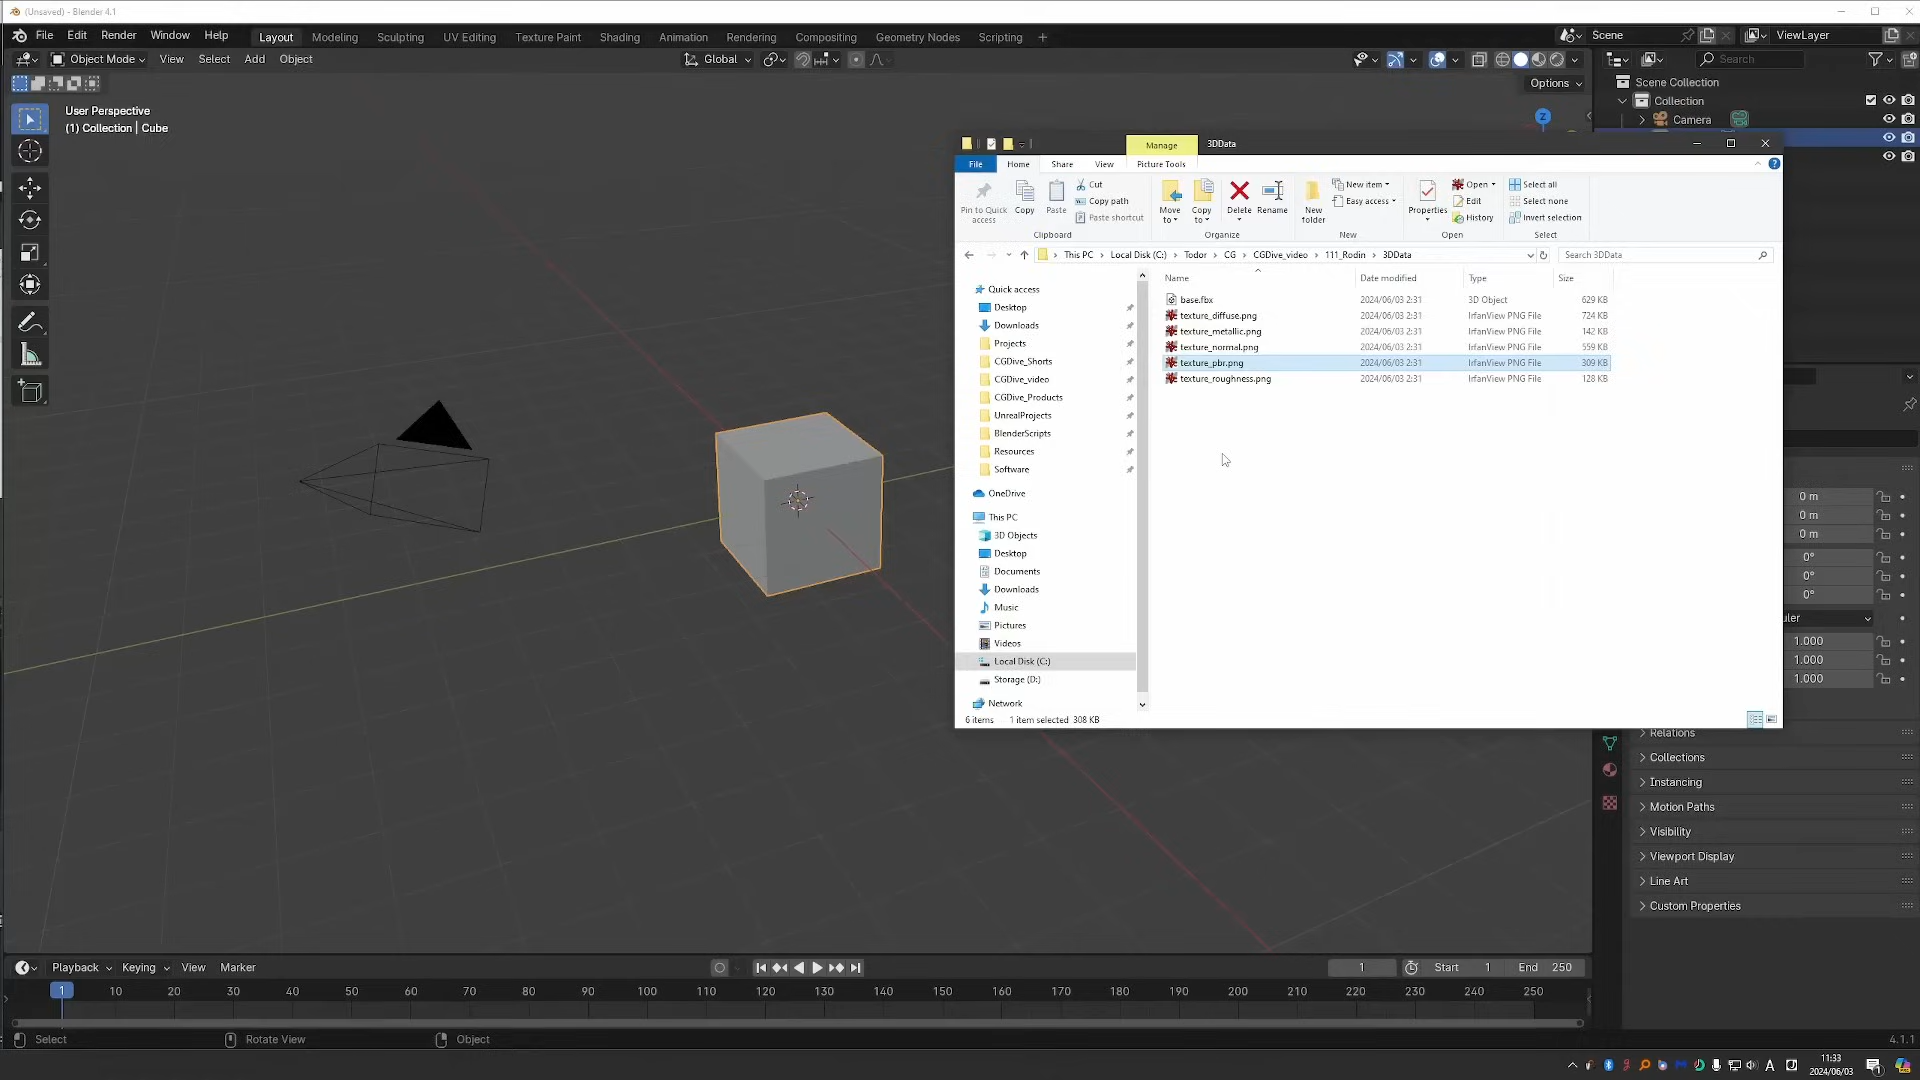 (Unsaved) - Blender 4.1
File Edit Render Window Help Layout Modeling Sculpting UV Editing Texture Paint Shading Animation Rendering Compositing Geometry Nodes Scripting + Scene ViewLayer
Object Mode View Select Add Object Global Search
Options
User Perspective
(1) Collection | Cube
Scene Collection
Collection
Camera
Z
Manage 3DData
File Home Share View Picture Tools
Pin to Quick access
Copy
Paste
Cut
Copy path
Paste shortcut
Clipboard
Move to
Copy to
Delete
Rename
Organize
New folder
New item
Easy access
New
Properties
Open
Edit
History
Open
Select all
Select none
Invert selection
Select
This PC › Local Disk (C:) › Todor › CG › CGDive_video › 111_Rodin › 3DData
Search 3DData
Name Date modified Type Size
base.fbx 2024/06/03 2:31 3D Object 629 KB
texture_diffuse.png 2024/06/03 2:31 IrfanView PNG File 724 KB
texture_metallic.png 2024/06/03 2:31 IrfanView PNG File 142 KB
texture_normal.png 2024/06/03 2:31 IrfanView PNG File 559 KB
texture_pbr.png 2024/06/03 2:31 IrfanView PNG File 309 KB
texture_roughness.png 2024/06/03 2:31 IrfanView PNG File 128 KB
Quick access
Desktop
Downloads
Projects
CGDive_Shorts
CGDive_video
CGDive_Products
UnrealProjects
BlenderScripts
Resources
Software
OneDrive
This PC
3D Objects
Desktop
Documents
Downloads
Music
Pictures
Videos
Local Disk (C:)
Storage (D:)
Network
6 items 1 item selected 308 KB
0 m
0 m
0 m
0°
0°
0°
uler
1.000
1.000
1.000
Relations
Collections
Instancing
Motion Paths
Visibility
Viewport Display
Line Art
Custom Properties
Playback Keying View Marker 1 Start 1 End 250
1 10 20 30 40 50 60 70 80 90 100 110 120 130 140 150 160 170 180 190 200 210 220 230 240 250
Select Rotate View Object 4.1.1
A 11:33
2024/06/03